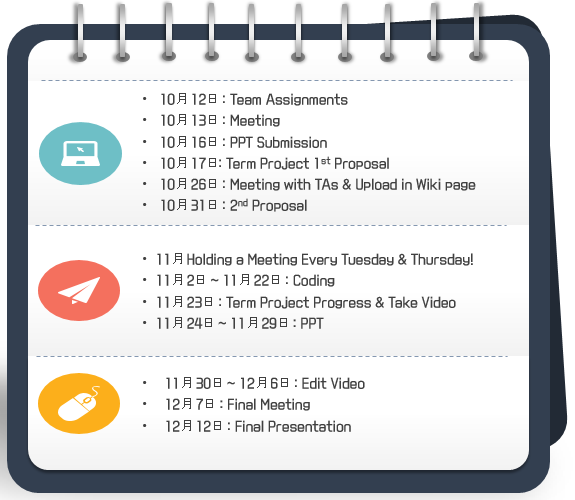 • 10月 12日 : Team Assignments
• 10月 13日 : Meeting
• 10月 16日 : PPT Submission
• 10月 17日: Term Project 1st Proposal
• 10月 26日 : Meeting with TAs & Upload in Wiki page
• 10月 31日 : 2nd Proposal
• 11月 Holding a Meeting Every Tuesday & Thursday!
• 11月 2日 ~ 11月 22日 : Coding
• 11月 23日 : Term Project Progress & Take Video
• 11月 24日 ~ 11月 29日 : PPT
• 11月 30日 ~ 12月 6日 : Edit Video
• 12月 7日 : Final Meeting
• 12月 12日 : Final Presentation